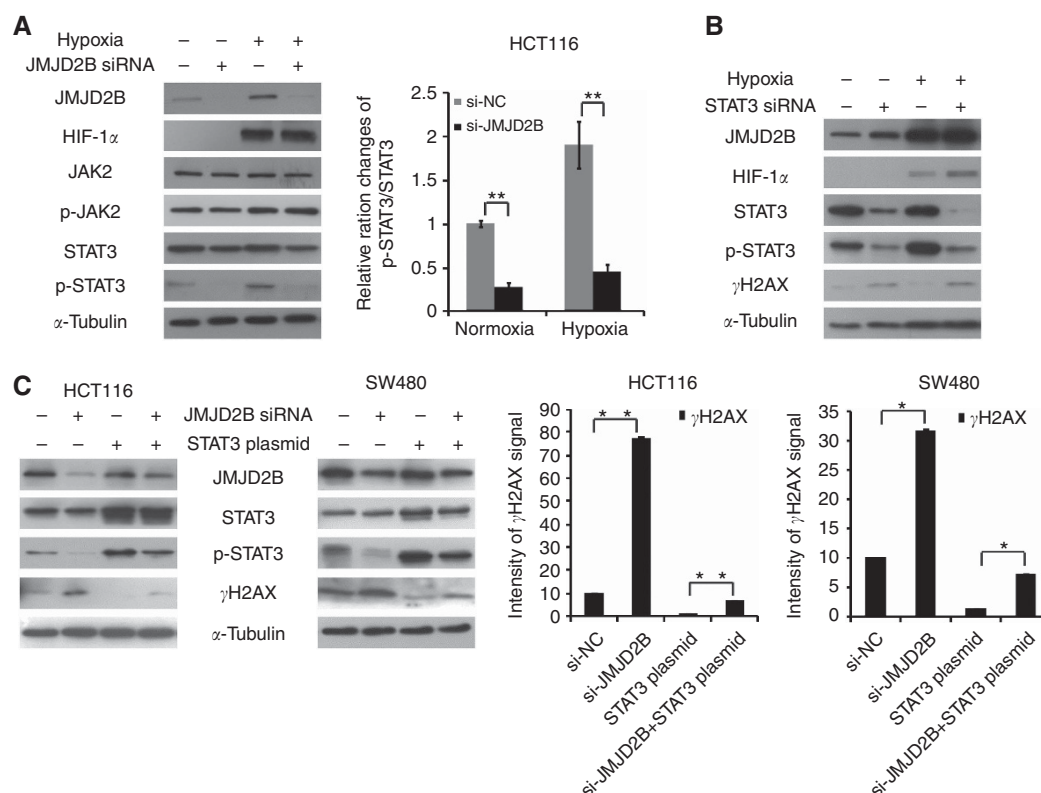 A
Hypoxia – – + +
JMJD2B siRNA – + – +
JMJD2B
HIF-1α
JAK2
p-JAK2
STAT3
p-STAT3
α-Tubulin
HCT116
Relative ration changes of
p-STAT3/STAT3
2.5
2
1.5
1
0.5
0
si-NC
si-JMJD2B
**
**
Normoxia Hypoxia
B
Hypoxia – – + +
STAT3 siRNA – + – +
JMJD2B
HIF-1α
STAT3
p-STAT3
γH2AX
α-Tubulin
C
HCT116 SW480
– + – + JMJD2B siRNA – + – +
– – + + STAT3 plasmid – – + +
JMJD2B
STAT3
p-STAT3
γH2AX
α-Tubulin
HCT116
Intensity of γH2AX signal
90
80
70
60
50
40
30
20
10
0
* *
γH2AX
* *
si-NC
si-JMJD2B
STAT3 plasmid
si-JMJD2B+STAT3 plasmid
SW480
Intensity of γH2AX signal
35
30
25
20
15
10
5
0
*
γH2AX
*
si-NC
si-JMJD2B
STAT3 plasmid
si-JMJD2B+STAT3 plasmid